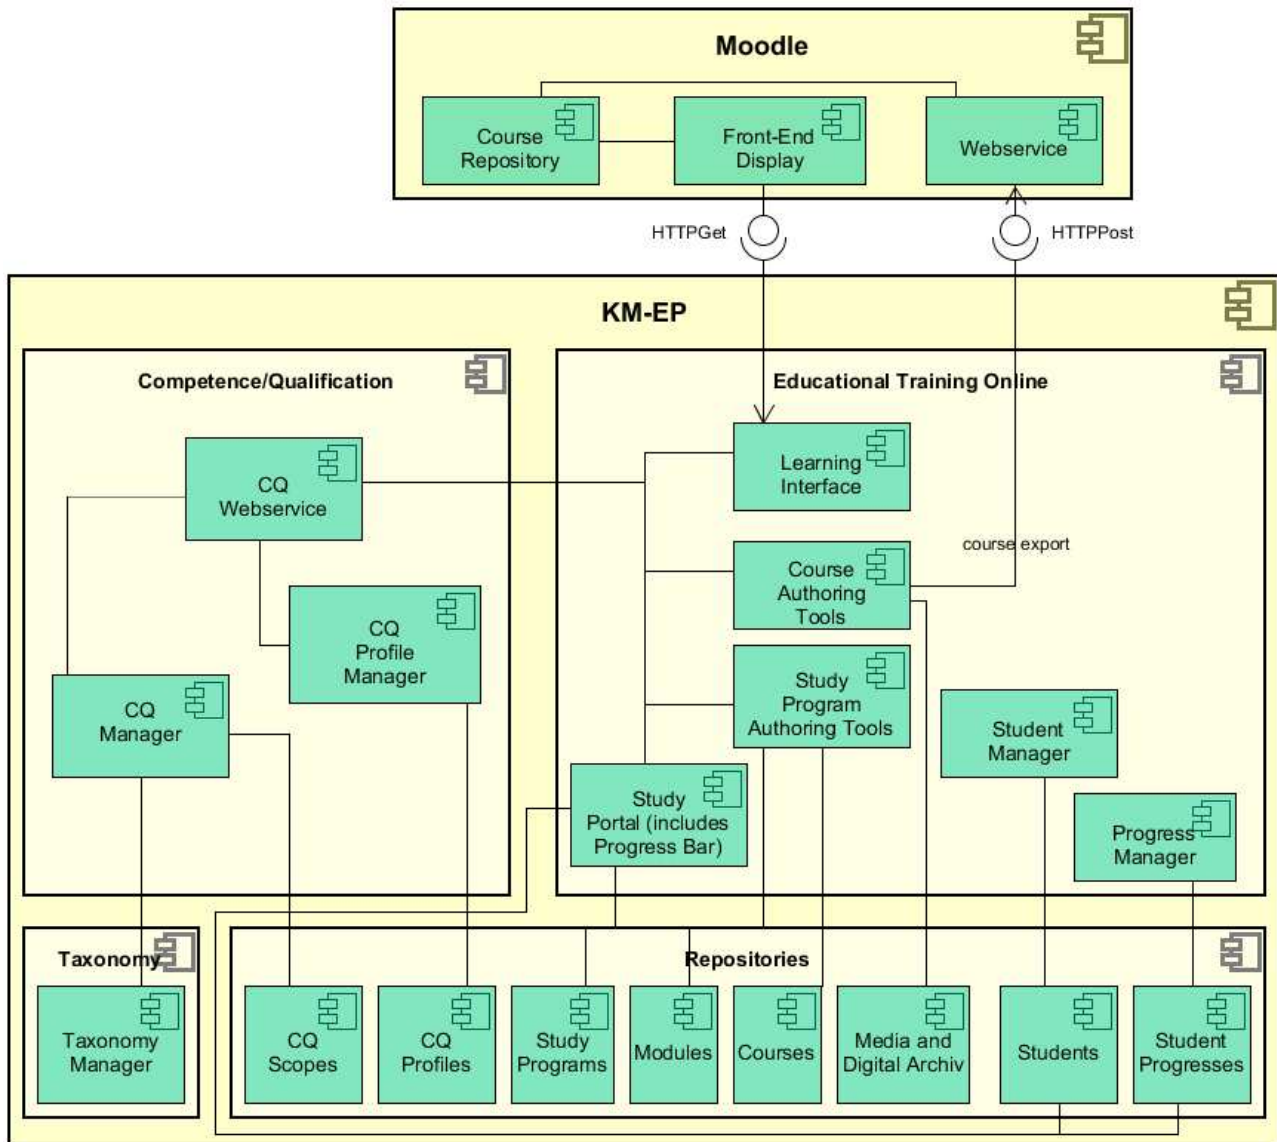 Moodle
Course
Repository
Front-End
Display
Webservice
HTTPGet
HTTPPost
KM-EP
Competence/Qualification
CQ
Webservice
CQ
Profile
Manager
CQ
Manager
Educational Training Online
Learning
Interface
course export
Course
Authoring
Tools
Study
Program
Authoring Tools
Student
Manager
Study
Portal (includes
Progress Bar)
Progress
Manager
Taxonomy
Taxonomy
Manager
Repositories
CQ
Scopes
CQ
Profiles
Study
Programs
Modules
Courses
Media and
Digital Archiv
Students
Student
Progresses